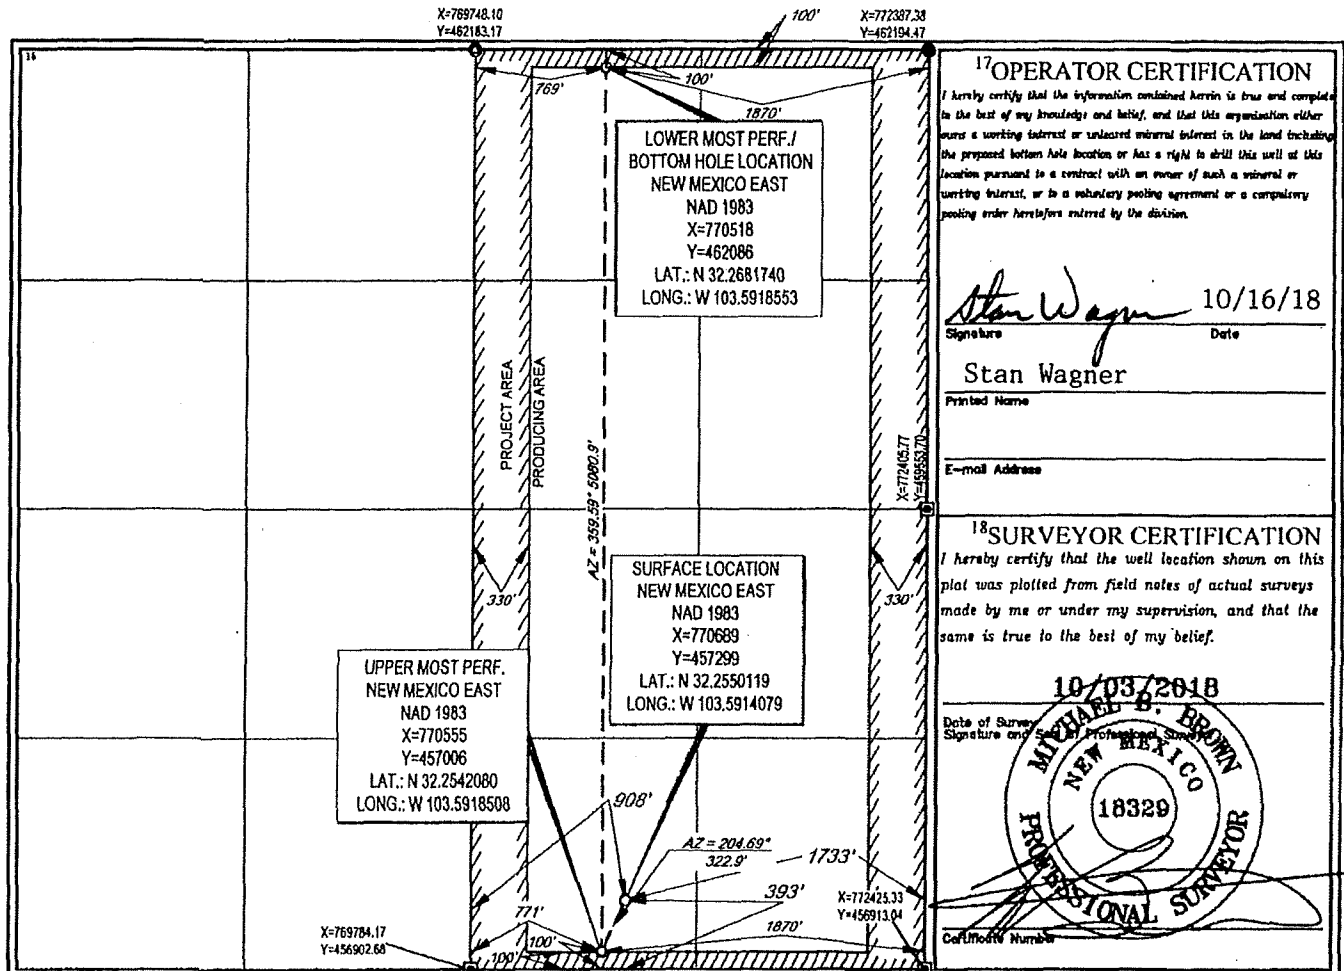 X=769748.10
Y=462183.17
100'
X=772387.38
Y=462194.47
16
769'
100'
1870'
LOWER MOST PERF./
BOTTOM HOLE LOCATION
NEW MEXICO EAST
NAD 1983
X=770518
Y=462086
LAT.: N 32.2681740
LONG.: W 103.5918553
PROJECT AREA
PRODUCING AREA
AZ = 359.59° 5080.9'
X=772405.77
Y=459553.70
330'
330'
SURFACE LOCATION
NEW MEXICO EAST
NAD 1983
X=770689
Y=457299
LAT.: N 32.2550119
LONG.: W 103.5914079
UPPER MOST PERF.
NEW MEXICO EAST
NAD 1983
X=770555
Y=457006
LAT.: N 32.2542080
LONG.: W 103.5918508
908'
AZ = 204.69°
322.9'
1733'
393'
771'
X=772425.33
Y=456913.04
1870'
100'
100'
X=769784.17
Y=456902.68
17 OPERATOR CERTIFICATION
I hereby certify that the information contained herein is true and complete
to the best of my knowledge and belief, and that this organization either
owns a working interest or unleased mineral interest in the land including
the proposed bottom hole location or has a right to drill this well at this
location pursuant to a contract with an owner of such a mineral or
working interest, or to a voluntary pooling agreement or a compulsory
pooling order heretofore entered by the division.
Stan Wagner 10/16/18
Signature Date
Stan Wagner
Printed Name
E-mail Address
18 SURVEYOR CERTIFICATION
I hereby certify that the well location shown on this
plat was plotted from field notes of actual surveys
made by me or under my supervision, and that the
same is true to the best of my belief.
10/03/2018
Date of Survey
Signature and Seal of Professional Surveyor
MICHAEL B. BROWN
NEW MEXICO
18329
PROFESSIONAL SURVEYOR
Certificate Number